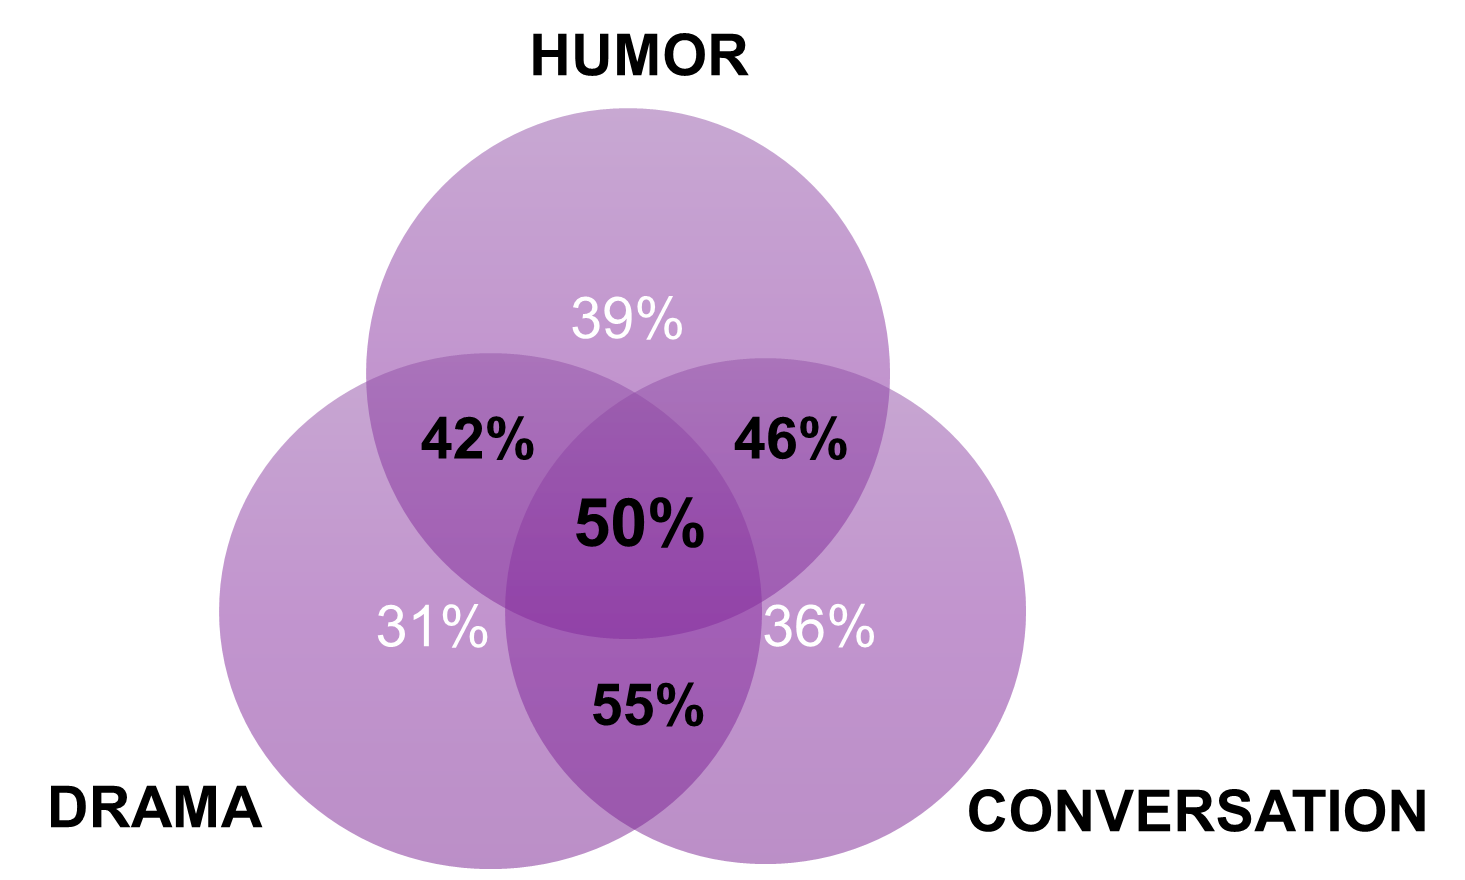 HUMOR
39%
42%
46%
50%
31%
36%
55%
DRAMA
CONVERSATION